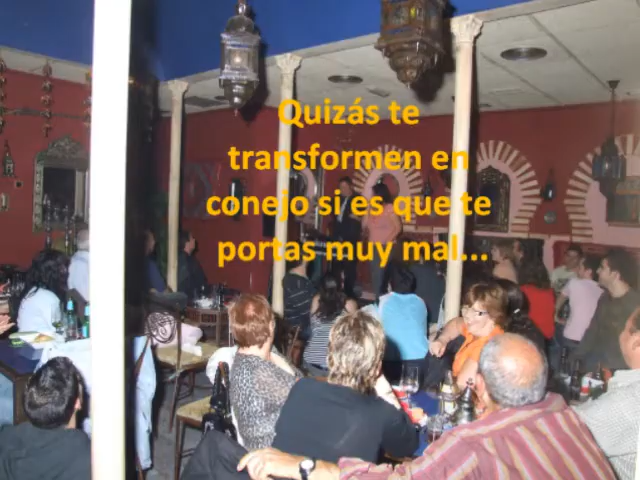 Quizás te
transformen en
conejo si es que te
portas muy mal...